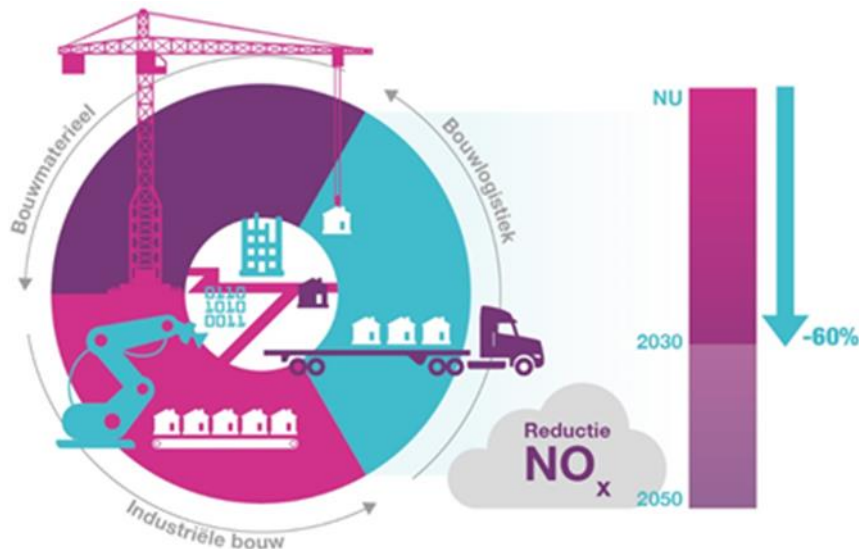 Bouwmaterieel
Bouwlogistiek
Industriële bouw
0110
1010
0011
NU
2030
-60%
2050
Reductie
NOx